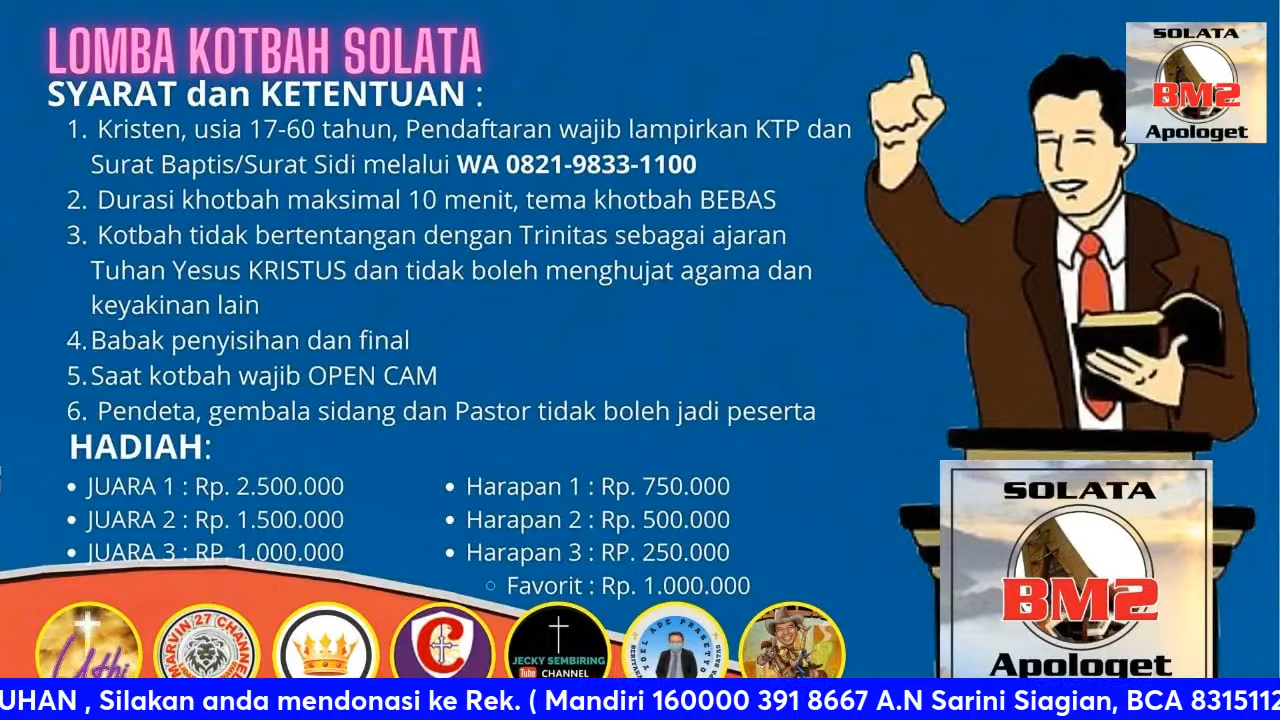 LOMBA KOTBAH SOLATA
SYARAT dan KETENTUAN :
1. Kristen, usia 17-60 tahun, Pendaftaran wajib lampirkan KTP dan
Surat Baptis/Surat Sidi melalui WA 0821-9833-1100
2. Durasi khotbah maksimal 10 menit, tema khotbah BEBAS
3. Kotbah tidak bertentangan dengan Trinitas sebagai ajaran
Tuhan Yesus KRISTUS dan tidak boleh menghujat agama dan
keyakinan lain
4. Babak penyisihan dan final
5. Saat kotbah wajib OPEN CAM
6. Pendeta, gembala sidang dan Pastor tidak boleh jadi peserta
HADIAH:
JUARA 1 : Rp. 2.500.000
JUARA 2 : Rp. 1.500.000
JUARA 3 : RP. 1.000.000
Harapan 1 : Rp. 750.000
Harapan 2 : Rp. 500.000
Harapan 3 : RP. 250.000
Favorit : Rp. 1.000.000
SOLATA
BM2
Apologet
SOLATA
BM2
Apologet
MARVIN 27 CHANNEL
JECKY SEMBIRING
YouTube CHANNEL
YOEL ADE PRASETYO
UHAN , Silakan anda mendonasi ke Rek. ( Mandiri 160000 391 8667 A.N Sarini Siagian, BCA 8315112